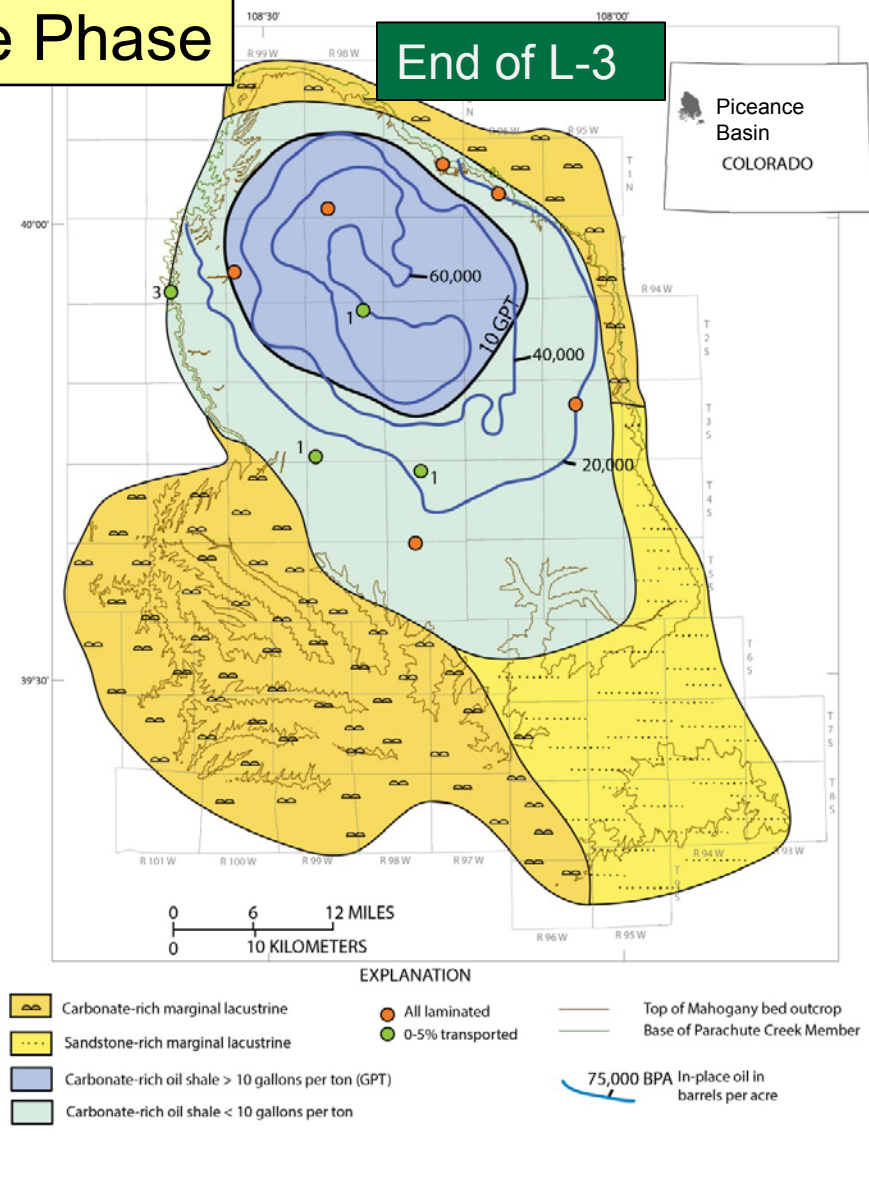 e Phase
End of L-3
108°30'
108°00'
R 99 W
R 98 W
N
R 96 W
R 95 W
Piceance
Basin
COLORADO
T
1
N
40°00'
R 94 W
60,000
3
1
10 GPT
T
2
S
40,000
T
3
S
1
1
20,000
T
4
S
T
5
S
T
6
S
39°30'
T
7
S
T
8
S
R 101 W
R 100 W
R 99 W
R 98 W
R 97 W
R 94 W
R 93 W
T
9
S
0
6
12 MILES
0
10 KILOMETERS
R 96 W
R 95 W
EXPLANATION
Carbonate-rich marginal lacustrine
Sandstone-rich marginal lacustrine
Carbonate-rich oil shale > 10 gallons per ton (GPT)
Carbonate-rich oil shale < 10 gallons per ton
All laminated
0-5% transported
Top of Mahogany bed outcrop
Base of Parachute Creek Member
75,000 BPA
In-place oil in
barrels per acre